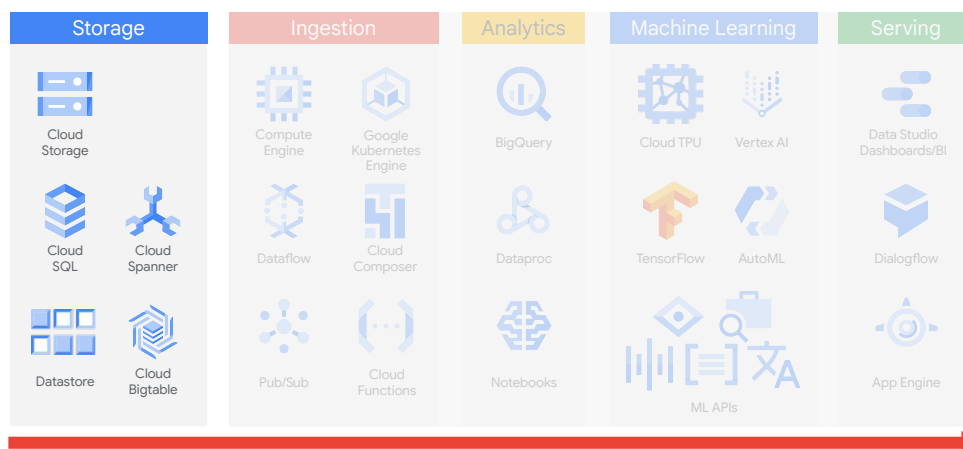 Storage
Cloud
Storage
Cloud
SQL
Cloud
Spanner
Datastore
Cloud
Bigtable
Ingestion
Compute
Engine
Google
Kubernetes
Engine
Dataflow
Cloud
Composer
Pub/Sub
Cloud
Functions
Analytics
BigQuery
Dataproc
Notebooks
Machine Learning
Cloud TPU
Vertex AI
TensorFlow
AutoML
文A
ML APIs
Serving
Data Studio
Dashboards/BI
Dialogflow
App Engine